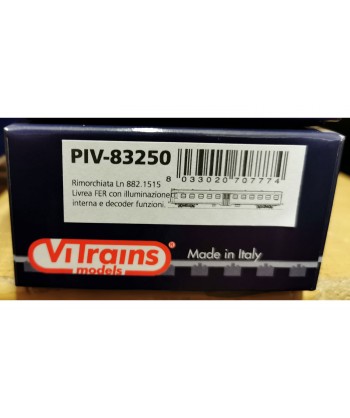 PIV-83250
8 033020 707774
Rimorchiata Ln 882.1515
Livrea FER con illuminazione
interna e decoder funzioni.
ViTrains®
models
Made in Italy